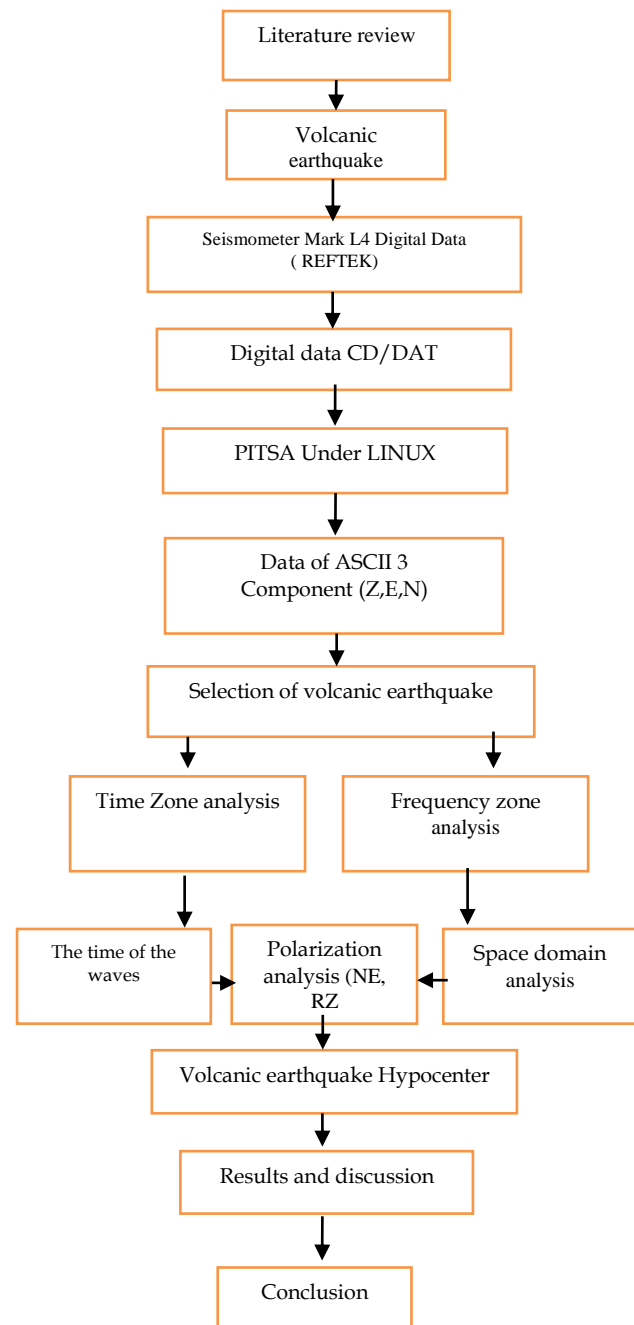 Literature review
Volcanic
earthquake
Seismometer Mark L4 Digital Data
( REFTEK)
Digital data CD/DAT
PITSA Under LINUX
Data of ASCII 3
Component (Z,E,N)
Selection of volcanic earthquake
Time Zone analysis
Frequency zone
analysis
The time of the
waves
Polarization
analysis (NE,
RZ
Space domain
analysis
Volcanic earthquake Hypocenter
Results and discussion
Conclusion